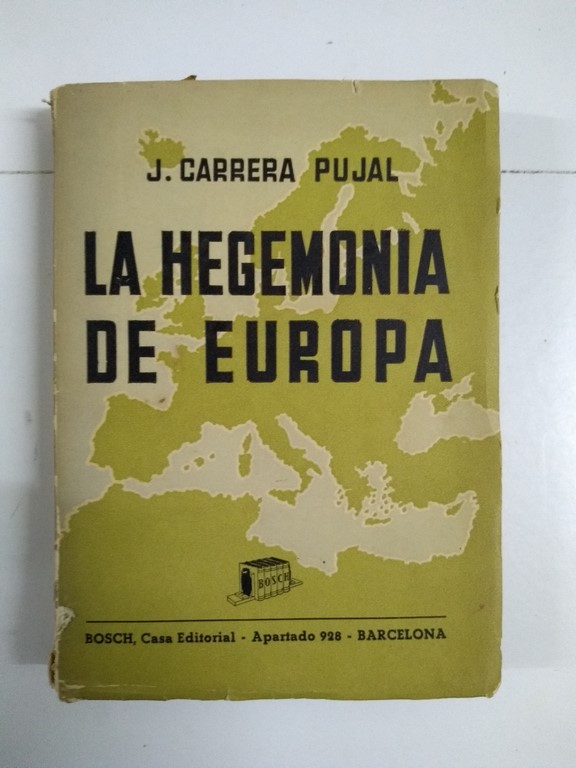 J. CARRERA PUJAL
LA HEGEMONIA
DE EUROPA
BOSCH
BOSCH, Casa Editorial - Apartado 928 - BARCELONA